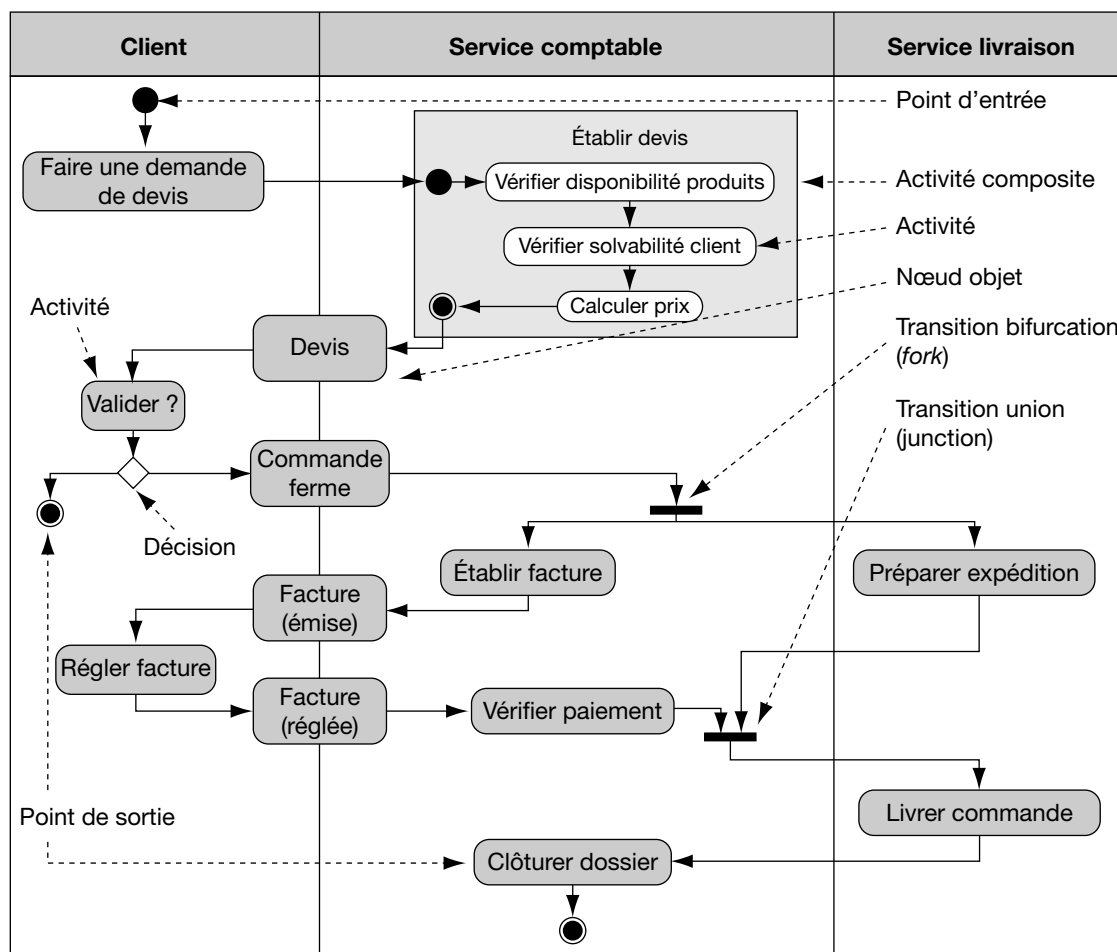 Client
Service comptable
Service livraison
Point d'entrée
Établir devis
Faire une demande
de devis
Vérifier disponibilité produits
Activité composite
Activité
Vérifier solvabilité client
Nœud objet
Activité
Calculer prix
Devis
Transition bifurcation
(fork)
Valider ?
Transition union
(junction)
Commande
ferme
Décision
Établir facture
Préparer expédition
Facture
(émise)
Régler facture
Facture
(réglée)
Vérifier paiement
Point de sortie
Livrer commande
Clôturer dossier